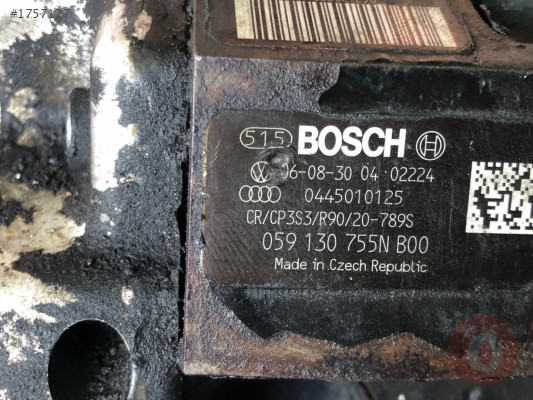 #1757127
515 BOSCH
06-08-30 04 02224
0445010125
CR/CP3S3/R90/20-789S
059 130 755N B00
Made in Czech Republic